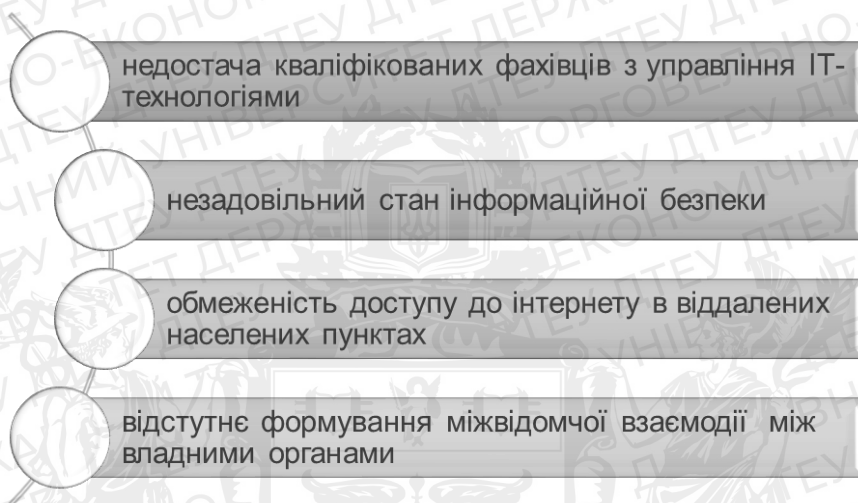 недостача кваліфікованих фахівців з управління ІТ-
технологіями
незадовільний стан інформаційної безпеки
обмеженість доступу до інтернету в віддалених
населених пунктах
відстутнє формування міжвідомчої взаємодії між
владними органами